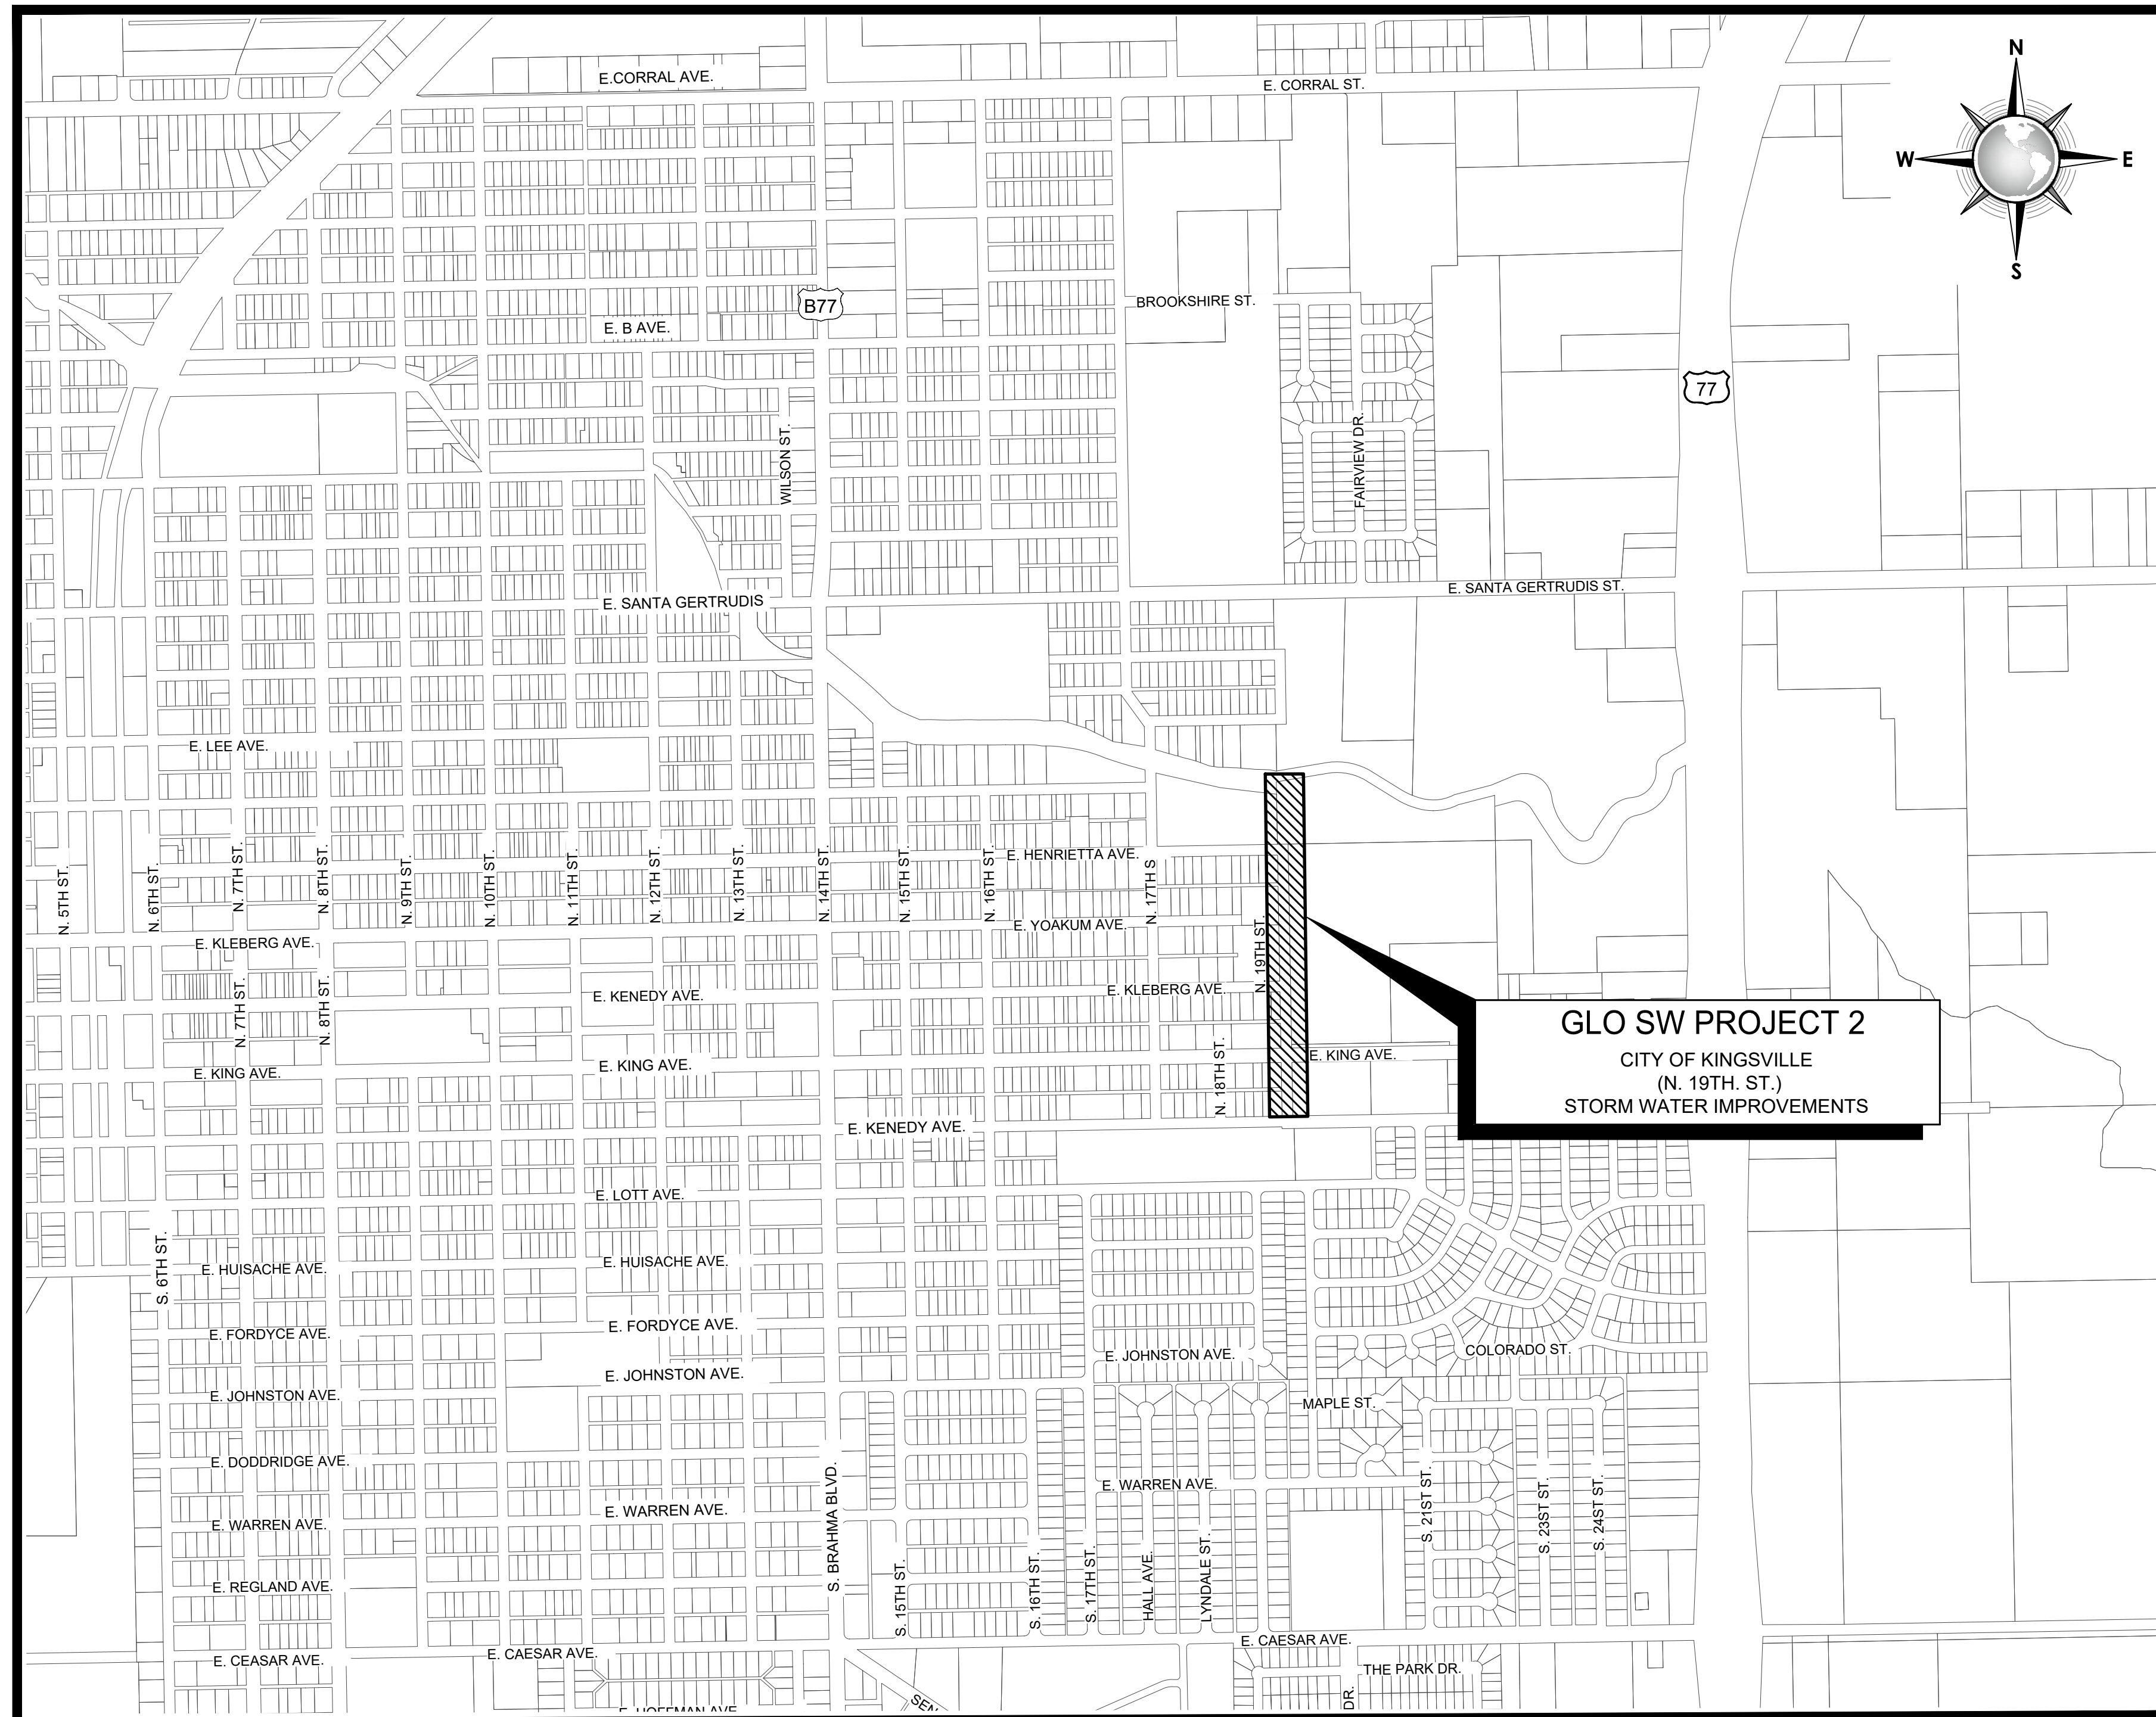 N
E.CORRAL AVE.
E. CORRAL ST.
W
E
S
BROOKSHIRE ST.
B77
E. B AVE.
77
FAIRVIEW DR.
WILSON ST.
E. SANTA GERTRUDIS ST.
E. SANTA GERTRUDIS
E. LEE AVE.
N. 5TH ST.
N. 6TH ST.
N. 7TH ST.
N. 8TH ST.
N. 9TH ST.
N. 10TH ST.
N. 11TH ST.
N. 12TH ST.
N. 13TH ST.
N. 14TH ST.
N. 15TH ST.
N. 16TH ST.
E. HENRIETTA AVE.
N. 17TH S
E. YOAKUM AVE.
N. 19TH ST.
E. KLEBERG AVE.
E. KLEBERG AVE.
E. KENEDY AVE.
N. 7TH ST.
N. 8TH ST.
GLO SW PROJECT 2
CITY OF KINGSVILLE
(N. 19TH. ST.)
STORM WATER IMPROVEMENTS
E. KING AVE.
E. KING AVE.
E. KING AVE.
N. 18TH ST.
E. KENEDY AVE.
E. LOTT AVE.
S. 6TH ST.
E. HUISACHE AVE.
E. HUISACHE AVE.
E. FORDYCE AVE.
E. FORDYCE AVE.
COLORADO ST.
E. JOHNSTON AVE.
E. JOHNSTON AVE.
E. JOHNSTON AVE.
MAPLE ST.
E. DODDRIDGE AVE.
S. BRAHMA BLVD.
E. WARREN AVE.
E. WARREN AVE.
E. WARREN AVE.
S. 21ST ST.
S. 23ST ST.
S. 24ST ST.
E. REGLAND AVE.
S. 15TH ST.
S. 16TH ST.
S. 17TH ST.
HALL AVE.
LYNDALE ST.
E. CAESAR AVE.
E. CAESAR AVE.
E. CEASAR AVE.
THE PARK DR.
DR.
E. HOFFMAN AVE